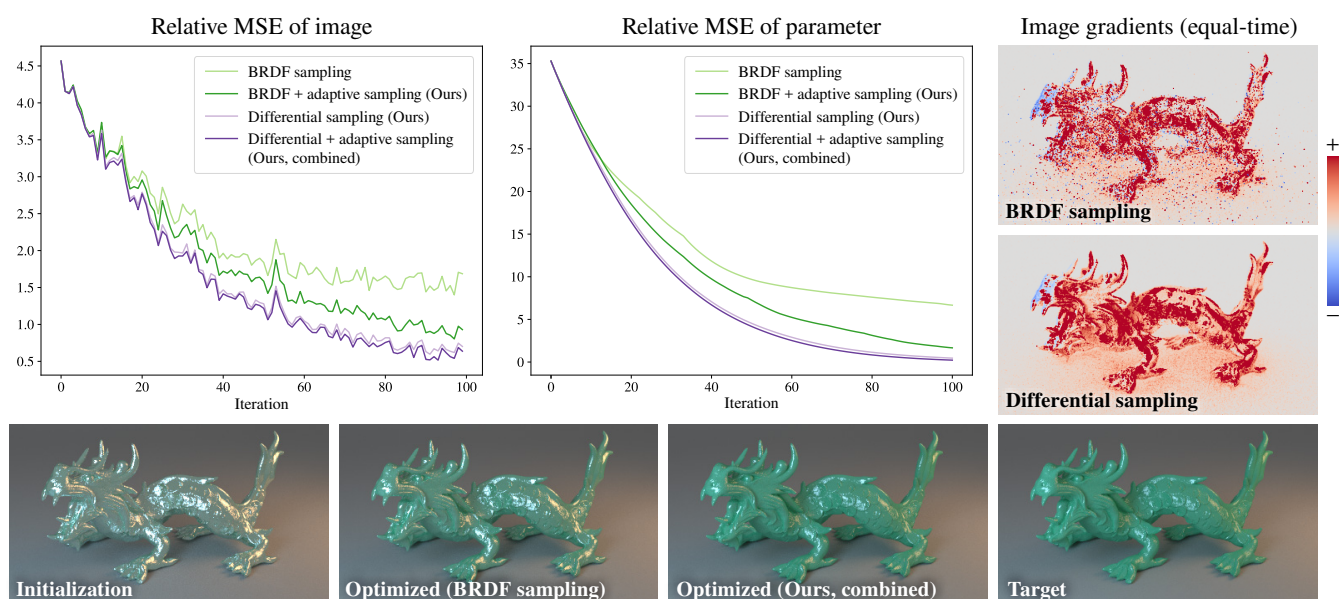 Relative MSE of image
4.5
4.0
3.5
3.0
2.5
2.0
1.5
1.0
0.5
0
20
40
60
80
100
Iteration
BRDF sampling
BRDF + adaptive sampling (Ours)
Differential sampling (Ours)
Differential + adaptive sampling
(Ours, combined)
Relative MSE of parameter
35
30
25
20
15
10
5
0
0
20
40
60
80
100
Iteration
BRDF sampling
BRDF + adaptive sampling (Ours)
Differential sampling (Ours)
Differential + adaptive sampling
(Ours, combined)
Image gradients (equal-time)
BRDF sampling
Differential sampling
+
−
Initialization
Optimized (BRDF sampling)
Optimized (Ours, combined)
Target